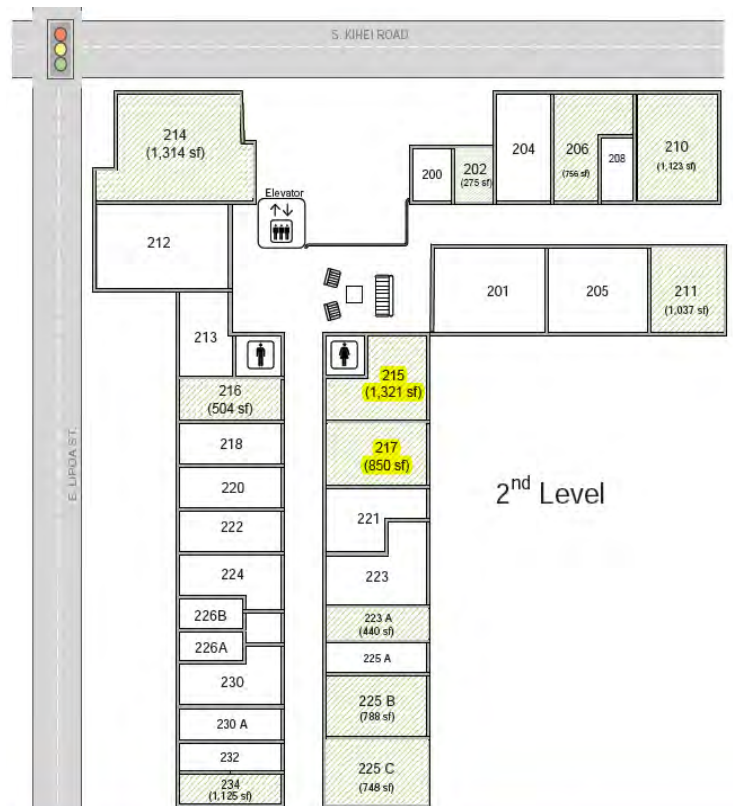 S. KIHEI ROAD
E. LIPOA ST.
214
(1,314 sf)
200
202
(275 sf)
204
206
(756 sf)
208
210
(1,123 sf)
Elevator
212
201
205
211
(1,037 sf)
213
215
(1,321 sf)
216
(504 sf)
217
(850 sf)
218
220
221
2nd Level
222
223
224
223 A
(440 sf)
226B
226A
225 A
230
225 B
(788 sf)
230 A
232
225 C
(748 sf)
234
(1,125 sf)